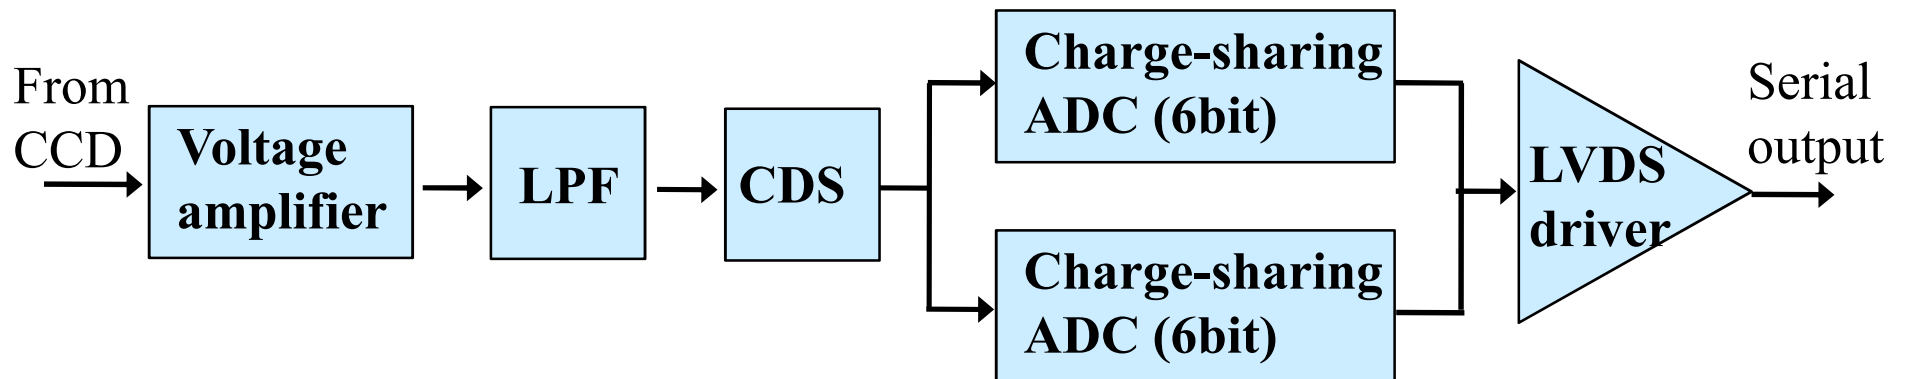 From
CCD
Voltage
amplifier
LPF
CDS
Charge-sharing
ADC (6bit)
Charge-sharing
ADC (6bit)
LVDS
driver
Serial
output